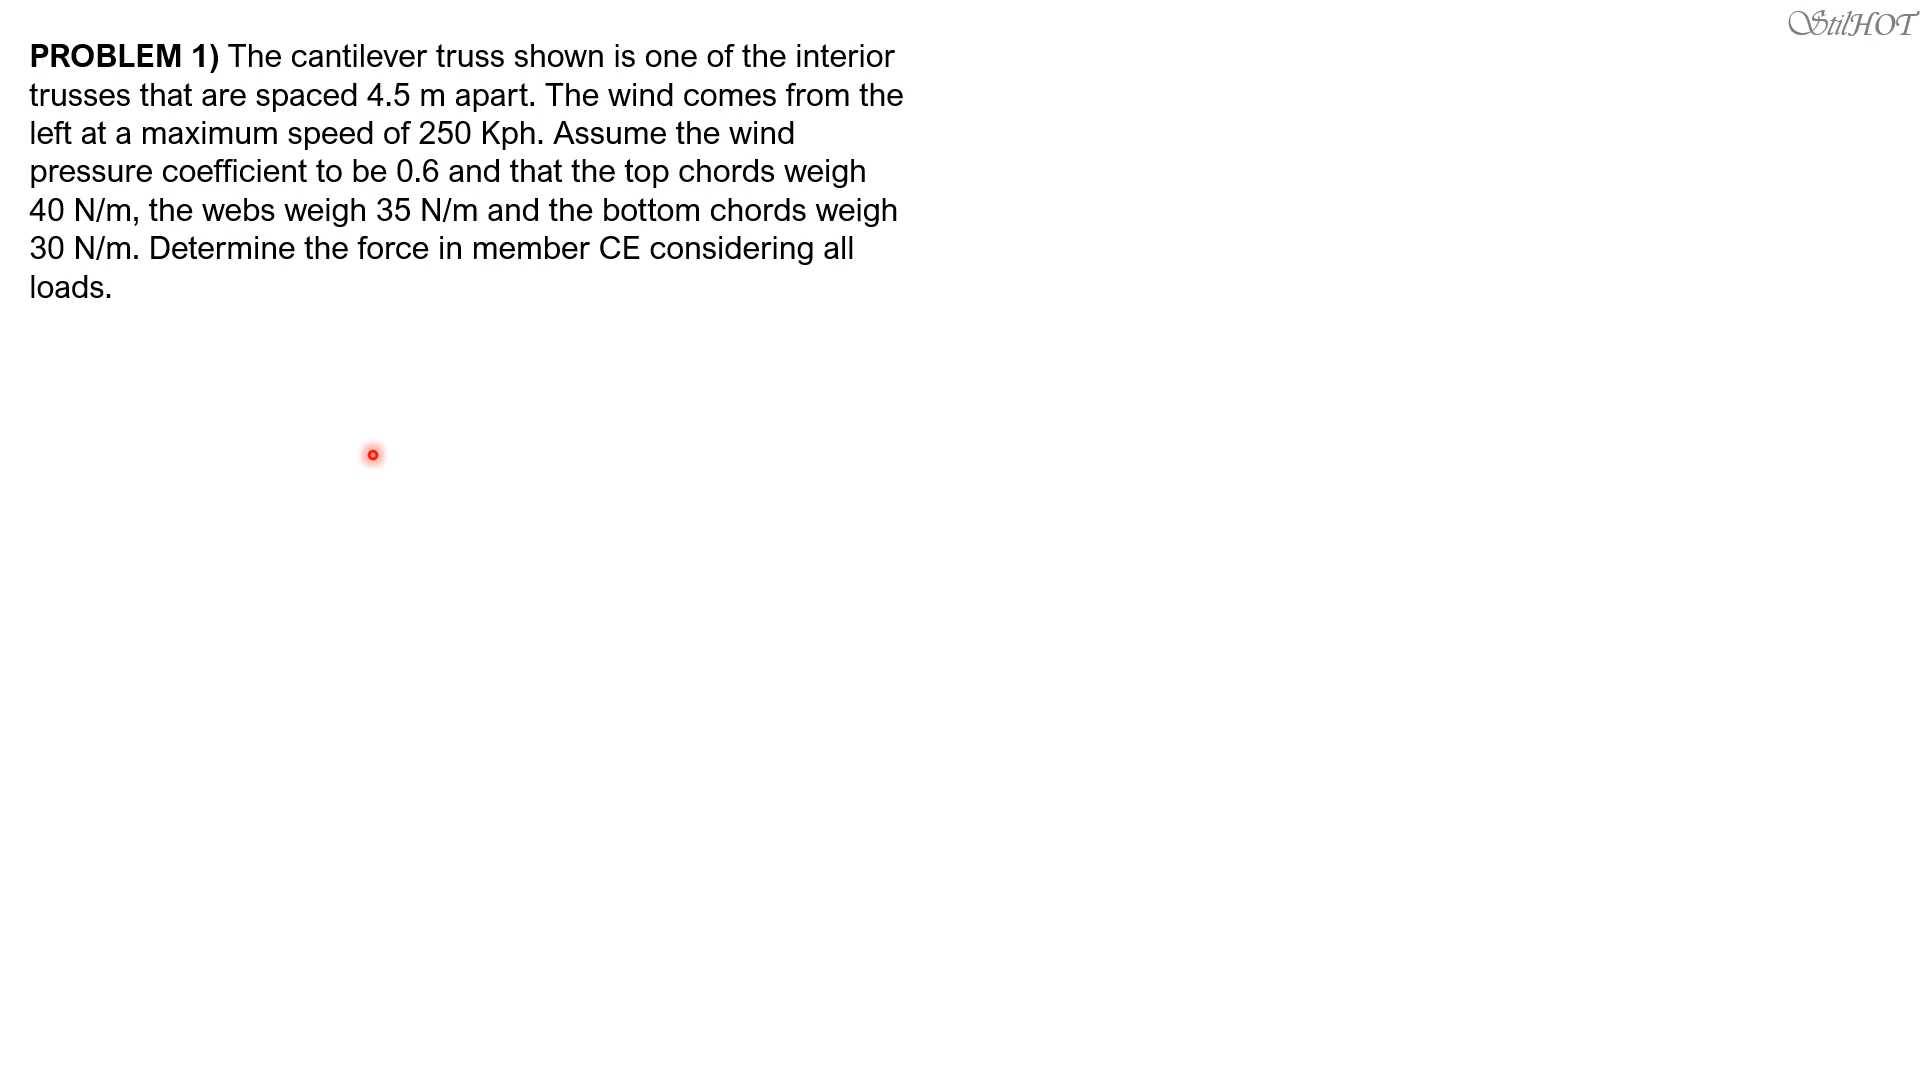 StilHOT
PROBLEM 1) The cantilever truss shown is one of the interior
trusses that are spaced 4.5 m apart. The wind comes from the
left at a maximum speed of 250 Kph. Assume the wind
pressure coefficient to be 0.6 and that the top chords weigh
40 N/m, the webs weigh 35 N/m and the bottom chords weigh
30 N/m. Determine the force in member CE considering all
loads.